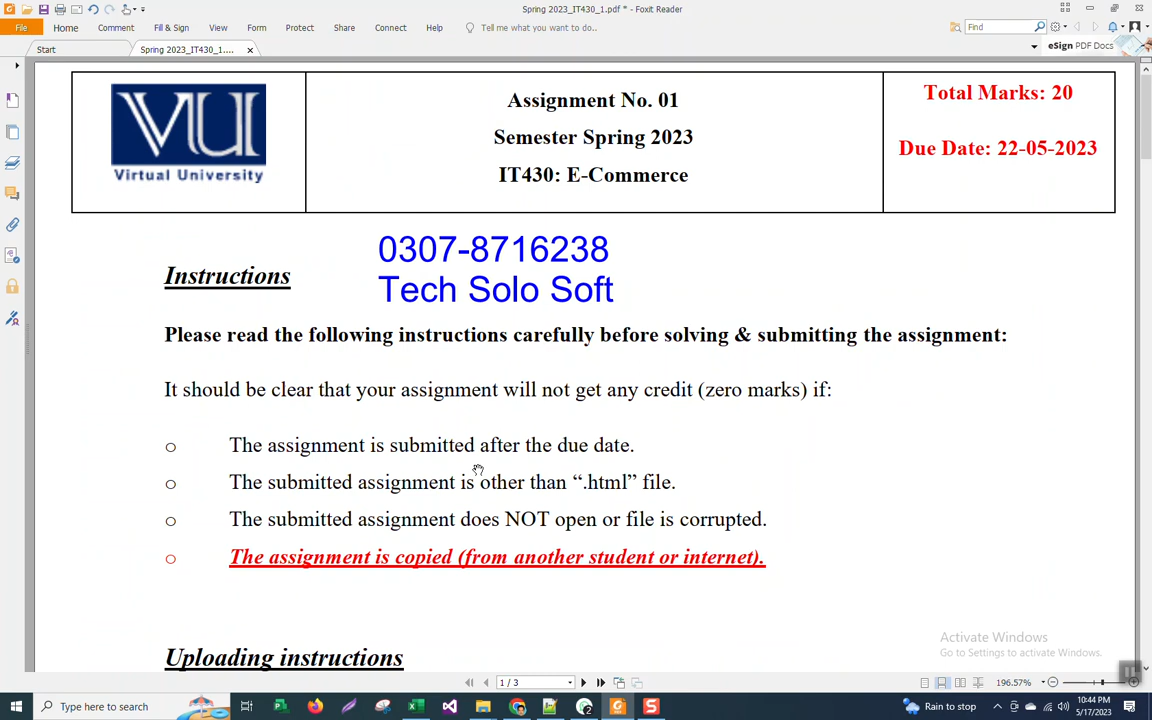 Spring 2023_IT430_1.pdf * - Foxit Reader
File Home Comment Fill & Sign View Form Protect Share Connect Help Tell me what you want to do.. Find
Start Spring 2023_IT430_1.... eSign PDF Docs
VU
Virtual University
Assignment No. 01
Semester Spring 2023
IT430: E-Commerce
Total Marks: 20
Due Date: 22-05-2023
0307-8716238
Tech Solo Soft
Instructions
Please read the following instructions carefully before solving & submitting the assignment:
It should be clear that your assignment will not get any credit (zero marks) if:
o The assignment is submitted after the due date.
o The submitted assignment is other than “.html” file.
o The submitted assignment does NOT open or file is corrupted.
o The assignment is copied (from another student or internet).
Uploading instructions
Activate Windows
Go to Settings to activate Windows.
1 / 3 196.57%
Type here to search Rain to stop 10:44 PM
5/17/2023